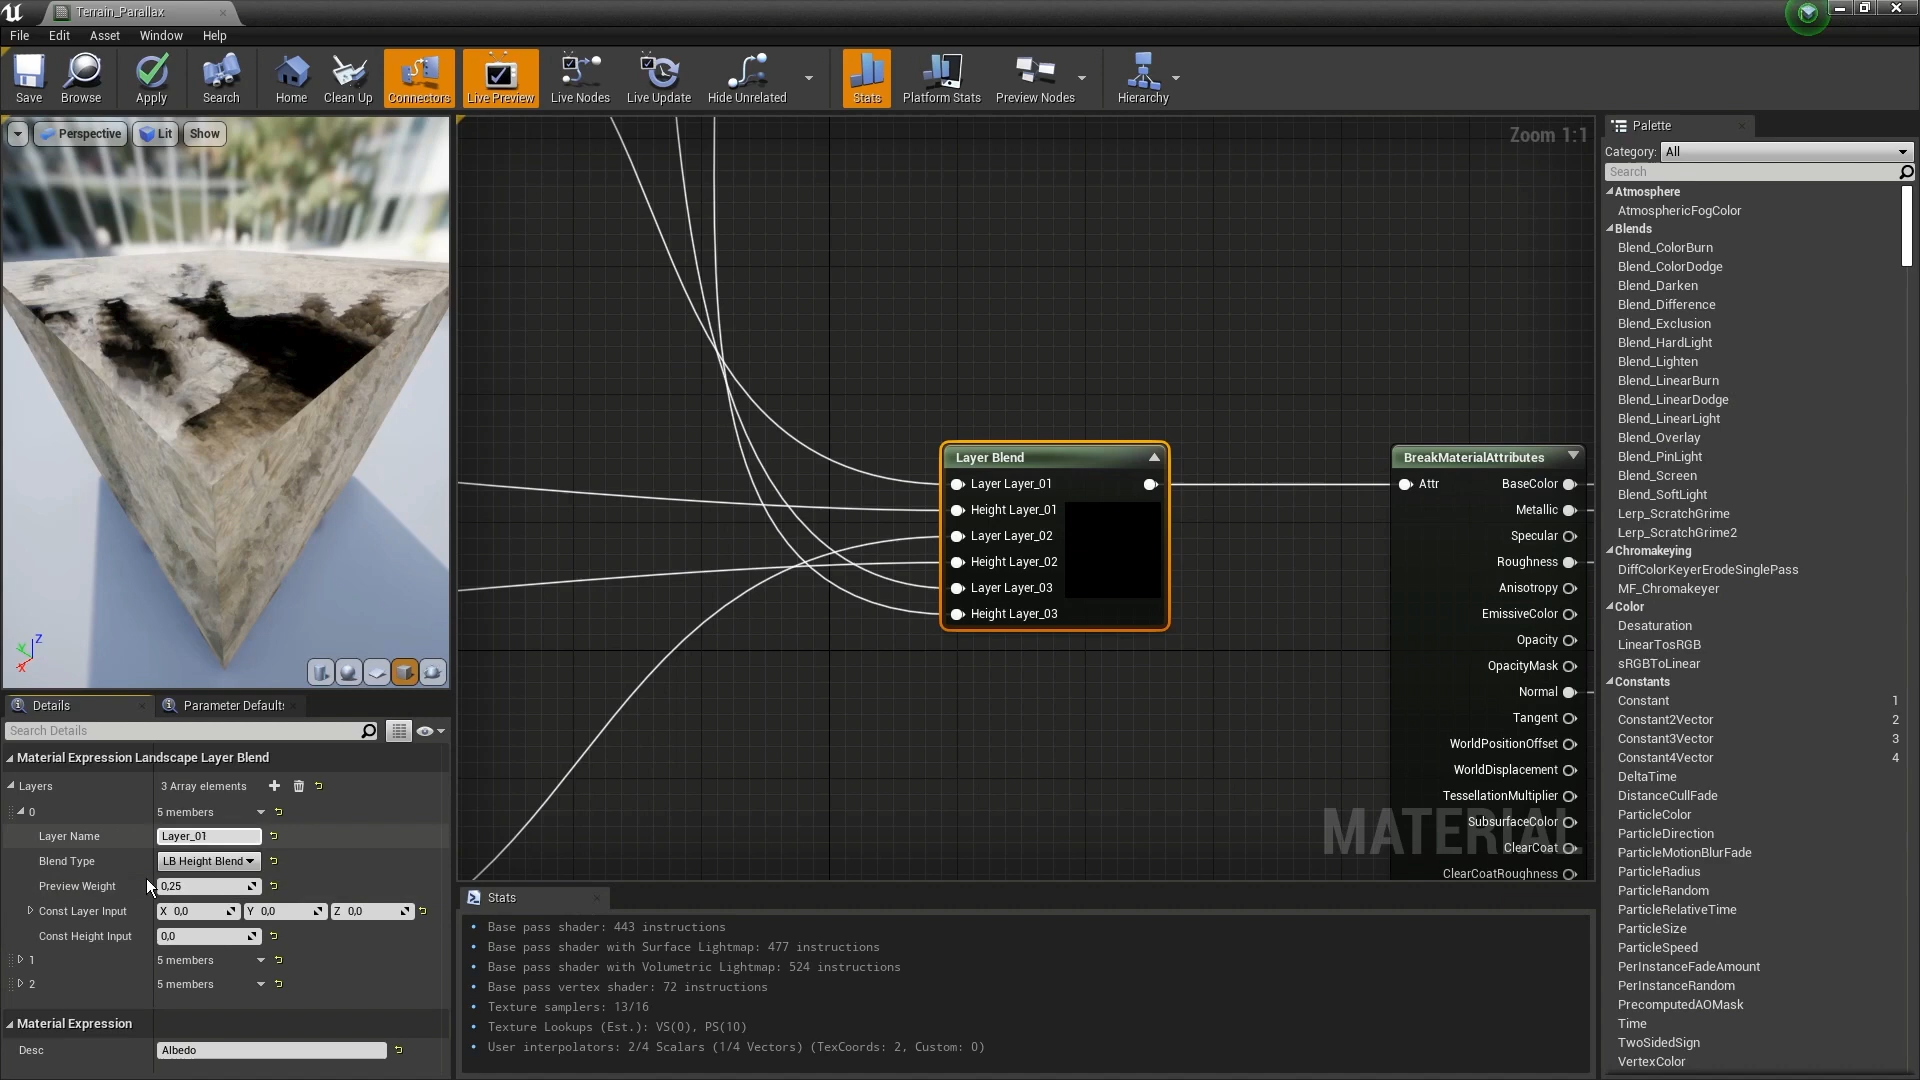 Terrain_Parallax
File Edit Asset Window Help
Save Browse Apply Search Home Clean Up Connectors Live Preview Live Nodes Live Update Hide Unrelated Stats Platform Stats Preview Nodes Hierarchy
Perspective Lit Show
Z
Y
X
Zoom 1:1
Layer Blend
Layer Layer_01
Height Layer_01
Layer Layer_02
Height Layer_02
Layer Layer_03
Height Layer_03
BreakMaterialAttributes
Attr BaseColor
Metallic
Specular
Roughness
Anisotropy
EmissiveColor
Opacity
OpacityMask
Normal
Tangent
WorldPositionOffset
WorldDisplacement
TessellationMultiplier
SubsurfaceColor
ClearCoat
ClearCoatRoughness
MATERIAL
Details Parameter Defaults
Search Details
Material Expression Landscape Layer Blend
Layers 3 Array elements
0 5 members
Layer Name Layer_01
Blend Type LB Height Blend
Preview Weight 0,25
Const Layer Input X 0,0 Y 0,0 Z 0,0
Const Height Input 0,0
1 5 members
2 5 members
Material Expression
Desc Albedo
Stats
Base pass shader: 443 instructions
Base pass shader with Surface Lightmap: 477 instructions
Base pass shader with Volumetric Lightmap: 524 instructions
Base pass vertex shader: 72 instructions
Texture samplers: 13/16
Texture Lookups (Est.): VS(0), PS(10)
User interpolators: 2/4 Scalars (1/4 Vectors) (TexCoords: 2, Custom: 0)
Palette
Category: All
Search
Atmosphere
AtmosphericFogColor
Blends
Blend_ColorBurn
Blend_ColorDodge
Blend_Darken
Blend_Difference
Blend_Exclusion
Blend_HardLight
Blend_Lighten
Blend_LinearBurn
Blend_LinearDodge
Blend_LinearLight
Blend_Overlay
Blend_PinLight
Blend_Screen
Blend_SoftLight
Lerp_ScratchGrime
Lerp_ScratchGrime2
Chromakeying
DiffColorKeyerErodeSinglePass
MF_Chromakeyer
Color
Desaturation
LinearTosRGB
sRGBToLinear
Constants
Constant 1
Constant2Vector 2
Constant3Vector 3
Constant4Vector 4
DeltaTime
DistanceCullFade
ParticleColor
ParticleDirection
ParticleMotionBlurFade
ParticleRadius
ParticleRandom
ParticleRelativeTime
ParticleSize
ParticleSpeed
PerInstanceFadeAmount
PerInstanceRandom
PrecomputedAOMask
Time
TwoSidedSign
VertexColor